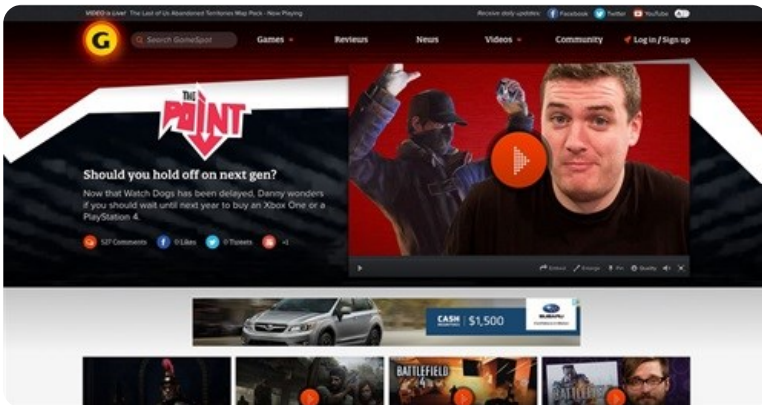 VIDEO is Live! The Last of Us Abandoned Territories Map Pack - Now Playing
Receive daily updates: Facebook Twitter YouTube
G Search GameSpot Games Reviews News Videos Community Log in / Sign up
THE
POINT
Should you hold off on next gen?
Now that Watch Dogs has been delayed, Danny wonders
if you should wait until next year to buy an Xbox One or a
PlayStation 4.
527 Comments 0 Likes 0 Tweets +1
Embed Enlarge Pin Quality
CASH $1,500
SUBARU
BATTLEFIELD
4